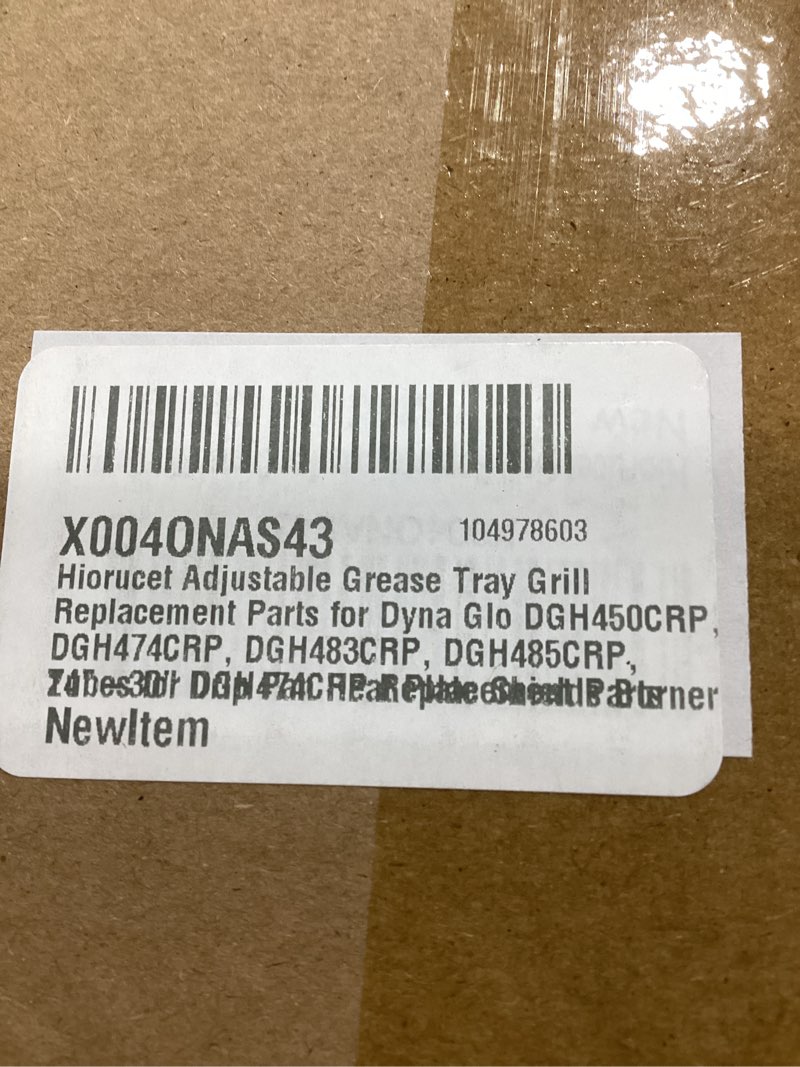 X004ONAS43 104978603
Hiorucet Adjustable Grease Tray Grill
Replacement Parts for Dyna Glo DGH450CRP,
DGH474CRP, DGH483CRP, DGH485CRP,
NewItem